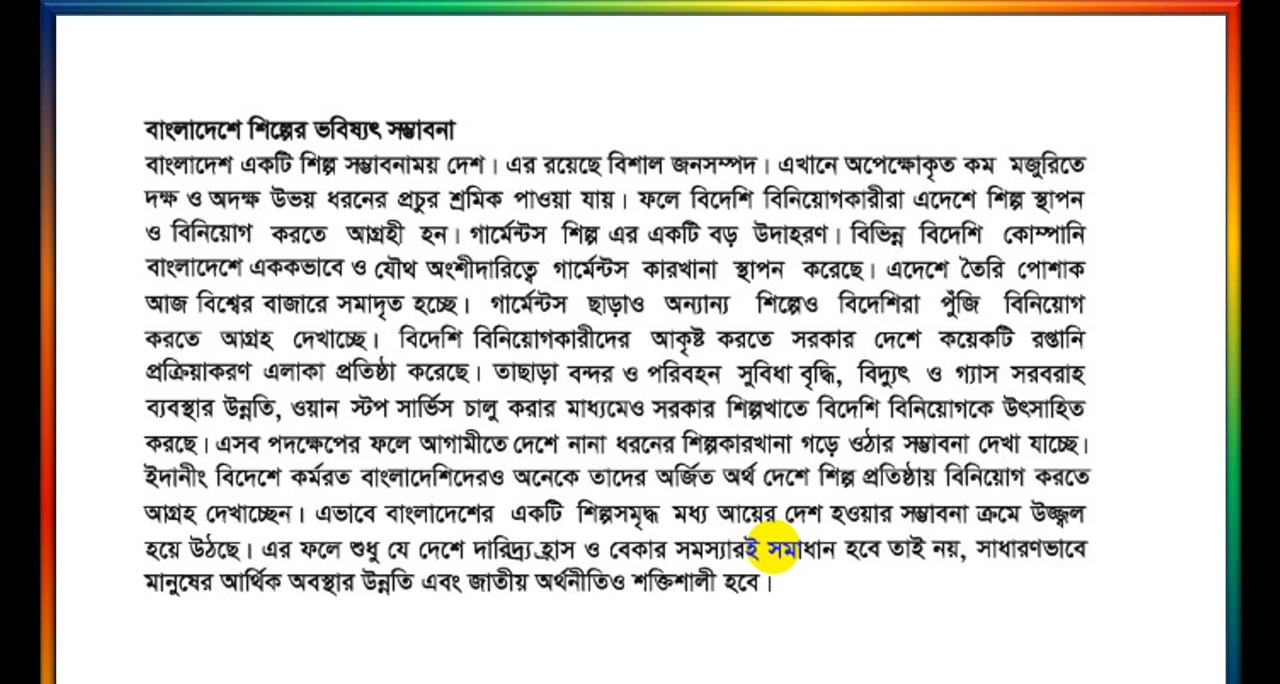 বাংলাদেশে শিল্পের ভবিষ্যৎ সম্ভাবনা
বাংলাদেশ একটি শিল্প সম্ভাবনাময় দেশ। এর রয়েছে বিশাল জনসম্পদ। এখানে অপেক্ষোকৃত কম মজুরিতে
দক্ষ ও অদক্ষ উভয় ধরনের প্রচুর শ্রমিক পাওয়া যায়। ফলে বিদেশি বিনিয়োগকারীরা এদেশে শিল্প স্থাপন
ও বিনিয়োগ করতে আগ্রহী হন। গার্মেন্টস শিল্প এর একটি বড় উদাহরণ। বিভিন্ন বিদেশি কোম্পানি
বাংলাদেশে এককভাবে ও যৌথ অংশীদারিত্বে গার্মেন্টস কারখানা স্থাপন করেছে। এদেশে তৈরি পোশাক
আজ বিশ্বের বাজারে সমাদৃত হচ্ছে। গার্মেন্টস ছাড়াও অন্যান্য শিল্পেও বিদেশিরা পুঁজি বিনিয়োগ
করতে আগ্রহ দেখাচ্ছে। বিদেশি বিনিয়োগকারীদের আকৃষ্ট করতে সরকার দেশে কয়েকটি রপ্তানি
প্রক্রিয়াকরণ এলাকা প্রতিষ্ঠা করেছে। তাছাড়া বন্দর ও পরিবহন সুবিধা বৃদ্ধি, বিদ্যুৎ ও গ্যাস সরবরাহ
ব্যবস্থার উন্নতি, ওয়ান স্টপ সার্ভিস চালু করার মাধ্যমেও সরকার শিল্পখাতে বিদেশি বিনিয়োগকে উৎসাহিত
করছে। এসব পদক্ষেপের ফলে আগামীতে দেশে নানা ধরনের শিল্পকারখানা গড়ে ওঠার সম্ভাবনা দেখা যাচ্ছে।
ইদানীং বিদেশে কর্মরত বাংলাদেশিদেরও অনেকে তাদের অর্জিত অর্থ দেশে শিল্প প্রতিষ্ঠায় বিনিয়োগ করতে
আগ্রহ দেখাচ্ছেন। এভাবে বাংলাদেশের একটি শিল্পসমৃদ্ধ মধ্য আয়ের দেশ হওয়ার সম্ভাবনা ক্রমে উজ্জ্বল
হয়ে উঠছে। এর ফলে শুধু যে দেশে দারিদ্র্য হ্রাস ও বেকার সমস্যারই সমাধান হবে তাই নয়, সাধারণভাবে
মানুষের আর্থিক অবস্থার উন্নতি এবং জাতীয় অর্থনীতিও শক্তিশালী হবে।